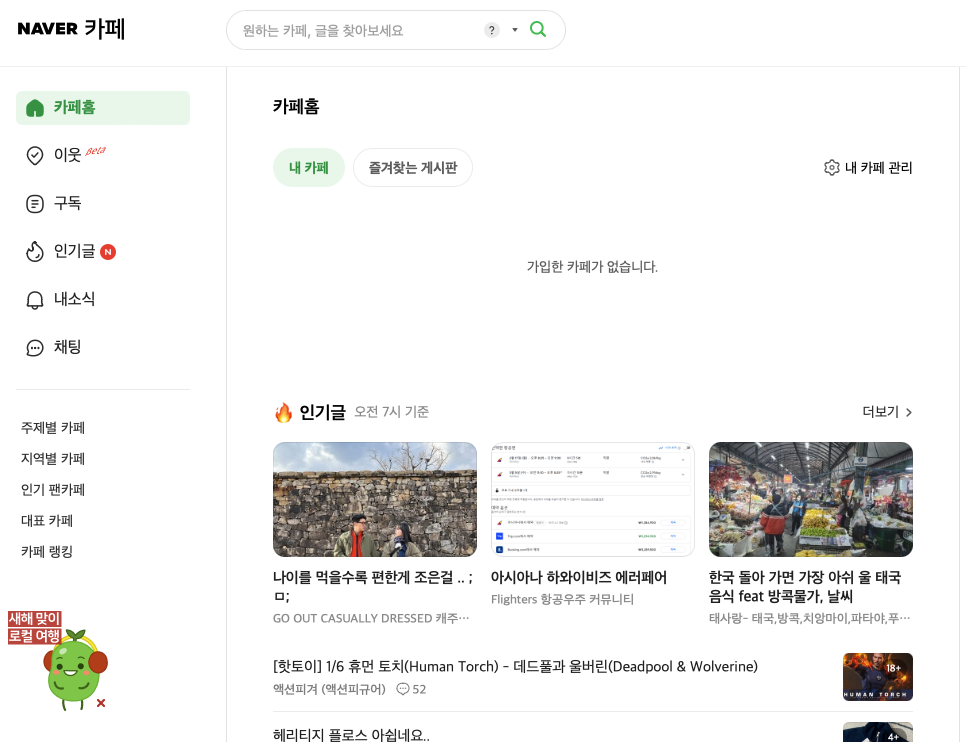 NAVER 카페
원하는 카페, 글을 찾아보세요
?
카페홈
이웃 Beta
구독
인기글 N
내소식
채팅
주제별 카페
지역별 카페
인기 팬카페
대표 카페
카페 랭킹
새해 맞이
로컬 여행
카페홈
내 카페 즐겨찾는 게시판
내 카페 관리
가입한 카페가 없습니다.
인기글 오전 7시 기준
더보기
나이를 먹을수록 편한게 조은걸 .. ;
ㅁ;
GO OUT CASUALLY DRESSED 캐주…
아시아나 하와이비즈 에러페어
Flighters 항공우주 커뮤니티
한국 돌아 가면 가장 아쉬 울 태국
음식 feat 방콕물가, 날씨
태사랑- 태국,방콕,치앙마이,파타야,푸…
[핫토이] 1/6 휴먼 토치(Human Torch) - 데드풀과 울버린(Deadpool & Wolverine)
액션피겨 (액션피규어) 52
18+
HUMAN TORCH
헤리티지 플로스 아쉽네요..
4+